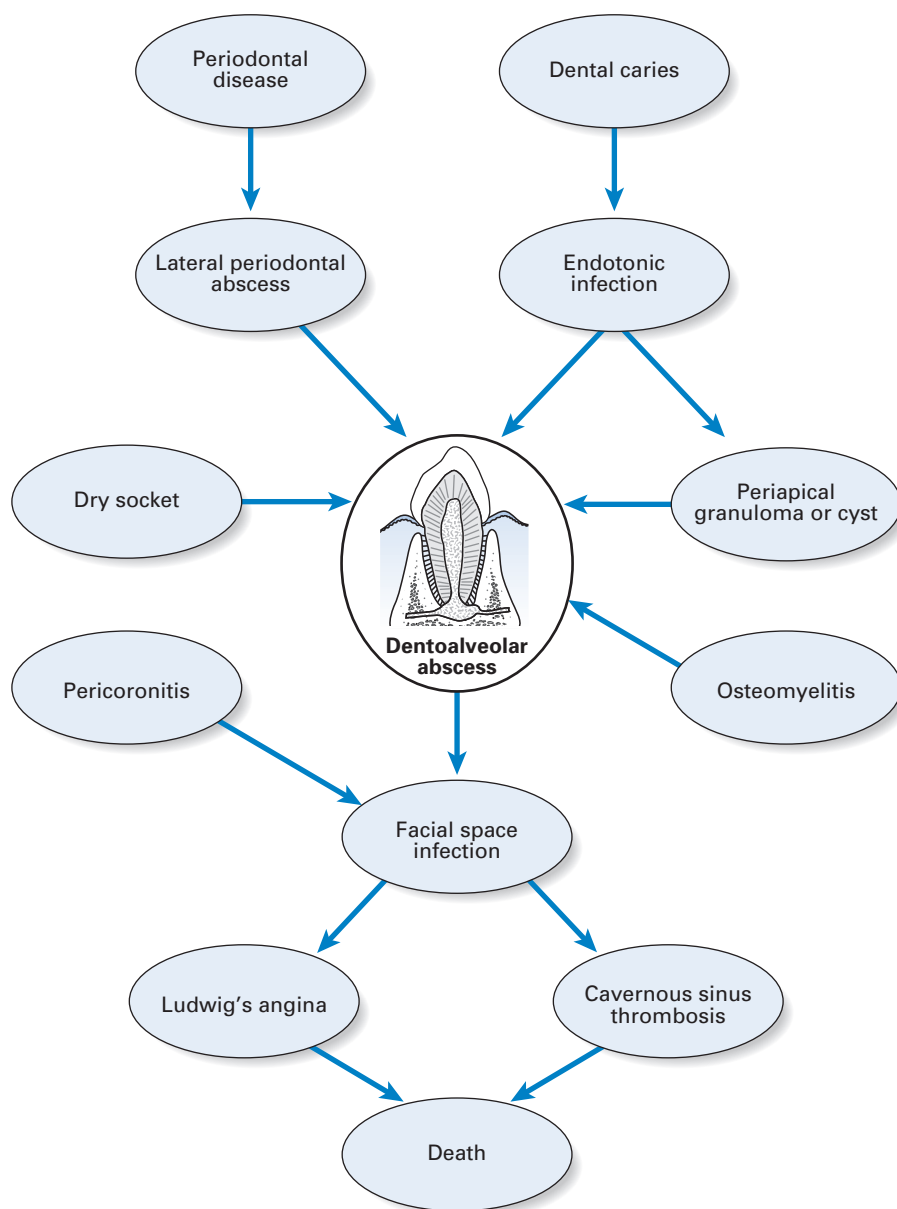 Periodontal
disease
Dental caries
Lateral periodontal
abscess
Endotonic
infection
Dry socket
Periapical
granuloma or cyst
Dentoalveolar
abscess
Pericoronitis
Osteomyelitis
Facial space
infection
Ludwig's angina
Cavernous sinus
thrombosis
Death